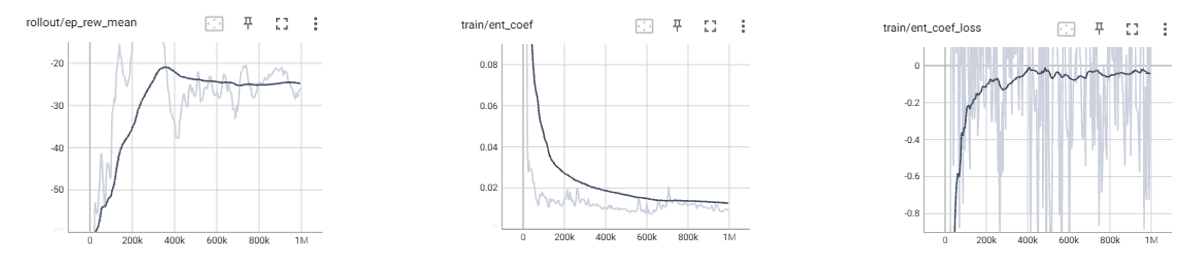 rollout/ep_rew_mean
-20
-30
-40
-50
0 200k 400k 600k 800k 1M
train/ent_coef
0.08
0.06
0.04
0.02
0 200k 400k 600k 800k 1M
train/ent_coef_loss
0
-0.2
-0.4
-0.6
-0.8
0 200k 400k 600k 800k 1M